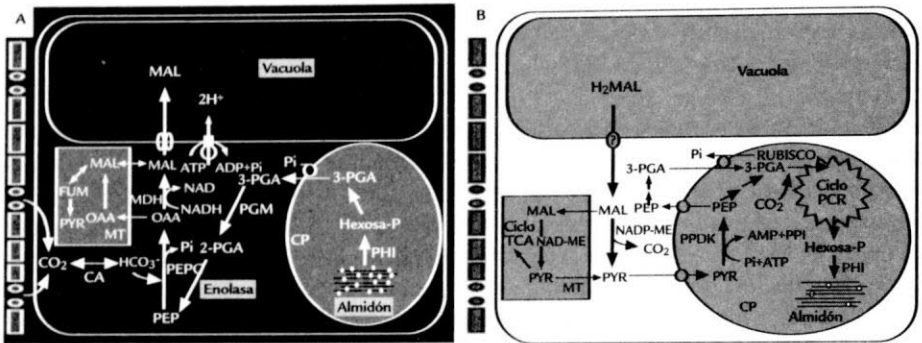 A
Vacuola
MAL
2H+
MAL
MAL
ATP
ADP+Pi
Pi
3-PGA
3-PGA
FUM
MDH
NAD
NADH
PGM
PYR
OAA
OAA
MT
CP
Hexosa-P
PHI
Pi
2-PGA
CO2
CA
HCO3-
PEPC
Enolasa
Almidón
PEP
B
Vacuola
H2MAL
?
Pi
RUBISCO
3-PGA
3-PGA
Ciclo
PCR
CO2
PEP
PEP
MAL
MAL
Ciclo
TCA
NAD-ME
NADP-ME
CO2
PPDK
AMP+PPI
Pi+ATP
Hexosa-P
PHI
PYR
MT
PYR
PYR
CP
Almidón